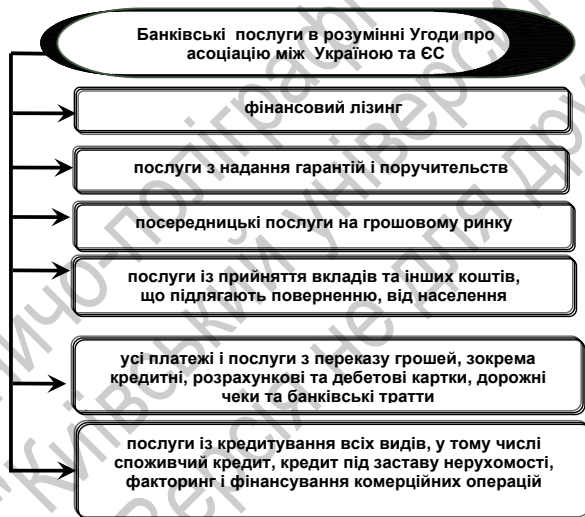 Банківські послуги в розумінні Угоди про
асоціацію між Україною та ЄС
фінансовий лізинг
послуги з надання гарантій і поручительств
посередницькі послуги на грошовому ринку
послуги із прийняття вкладів та інших коштів,
що підлягають поверненню, від населення
усі платежі і послуги з переказу грошей, зокрема
кредитні, розрахункові та дебетові картки, дорожні
чеки та банківські тратти
послуги із кредитування всіх видів, у тому числі
споживчий кредит, кредит під заставу нерухомості,
факторинг і фінансування комерційних операцій